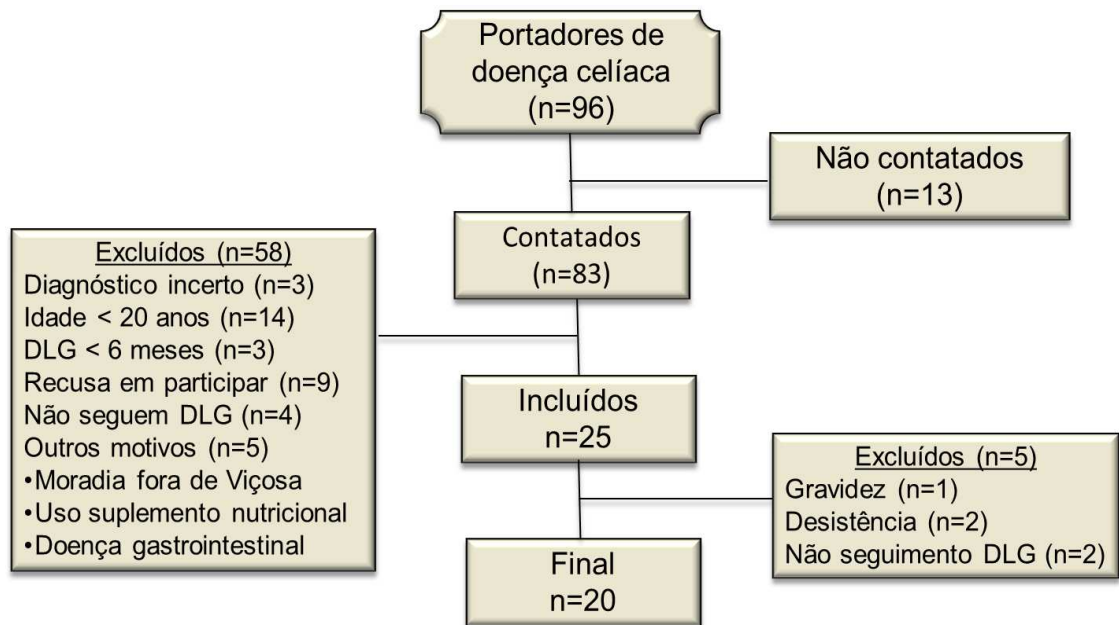 Portadores de
doença celíaca
(n=96)
Não contatados
(n=13)
Contatados
(n=83)
Excluídos (n=58)
Diagnóstico incerto (n=3)
Idade < 20 anos (n=14)
DLG < 6 meses (n=3)
Recusa em participar (n=9)
Não seguem DLG (n=4)
Outros motivos (n=5)
•Moradia fora de Viçosa
•Uso suplemento nutricional
•Doença gastrointestinal
Incluídos
n=25
Excluídos (n=5)
Gravidez (n=1)
Desistência (n=2)
Não seguimento DLG (n=2)
Final
n=20